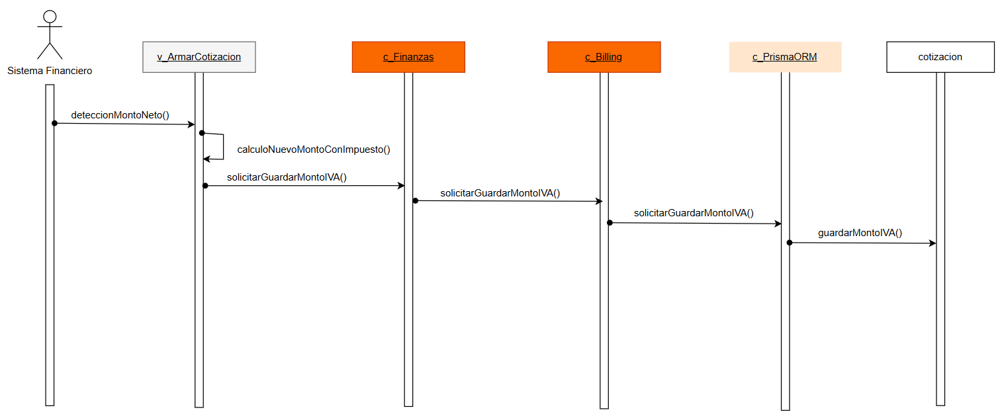 Sistema Financiero
v_ArmarCotizacion
c_Finanzas
c_Billing
c_PrismaORM
cotizacion
deteccionMontoNeto()
calculoNuevoMontoConImpuesto()
solicitarGuardarMontoIVA()
solicitarGuardarMontoIVA()
solicitarGuardarMontoIVA()
guardarMontoIVA()